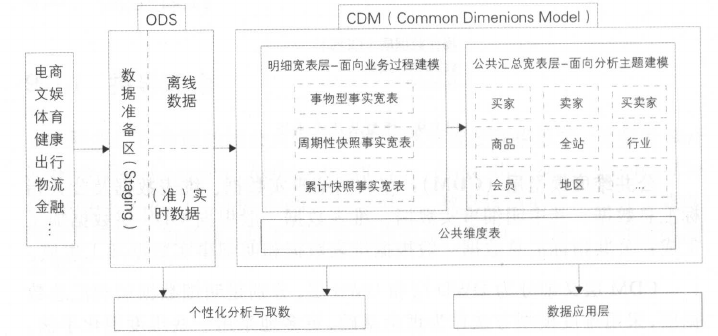 ODS
CDM ( Common Dimenions Model )
电商
文娱
体育
健康
出行
物流
金融
⋮
数据准备区(Staging)
离线
数据
(准)实
时数据
明细宽表层-面向业务过程建模
事物型事实宽表
周期性快照事实宽表
累计快照事实宽表
公共汇总宽表层-面向分析主题建模
买家 卖家 买卖家
商品 全站 行业
会员 地区 ...
公共维度表
个性化分析与取数
数据应用层